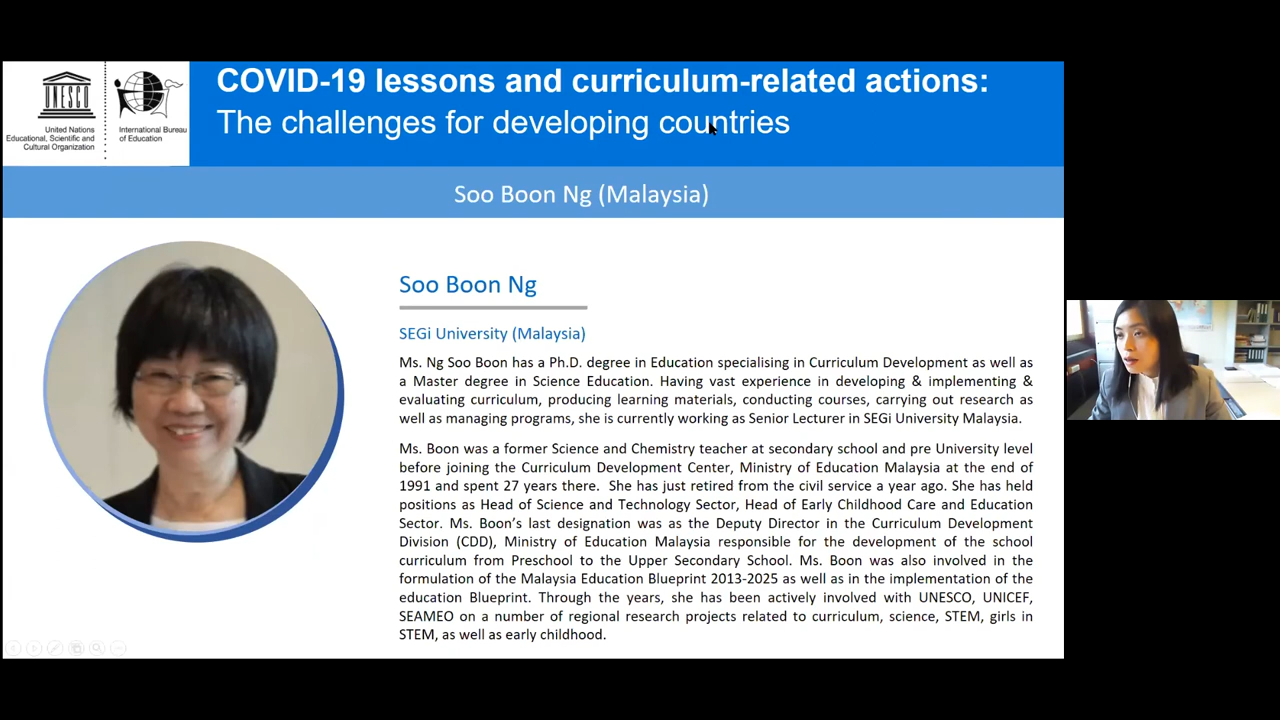 UNESCO
United Nations
Educational, Scientific and
Cultural Organization
International Bureau
of Education
COVID-19 lessons and curriculum-related actions:
The challenges for developing countries
Soo Boon Ng (Malaysia)
Soo Boon Ng
SEGi University (Malaysia)
Ms. Ng Soo Boon has a Ph.D. degree in Education specialising in Curriculum Development as well as
a Master degree in Science Education. Having vast experience in developing & implementing &
evaluating curriculum, producing learning materials, conducting courses, carrying out research as
well as managing programs, she is currently working as Senior Lecturer in SEGi University Malaysia.
Ms. Boon was a former Science and Chemistry teacher at secondary school and pre University level
before joining the Curriculum Development Center, Ministry of Education Malaysia at the end of
1991 and spent 27 years there. She has just retired from the civil service a year ago. She has held
positions as Head of Science and Technology Sector, Head of Early Childhood Care and Education
Sector. Ms. Boon's last designation was as the Deputy Director in the Curriculum Development
Division (CDD), Ministry of Education Malaysia responsible for the development of the school
curriculum from Preschool to the Upper Secondary School. Ms. Boon was also involved in the
formulation of the Malaysia Education Blueprint 2013-2025 as well as in the implementation of the
education Blueprint. Through the years, she has been actively involved with UNESCO, UNICEF,
SEAMEO on a number of regional research projects related to curriculum, science, STEM, girls in
STEM, as well as early childhood.